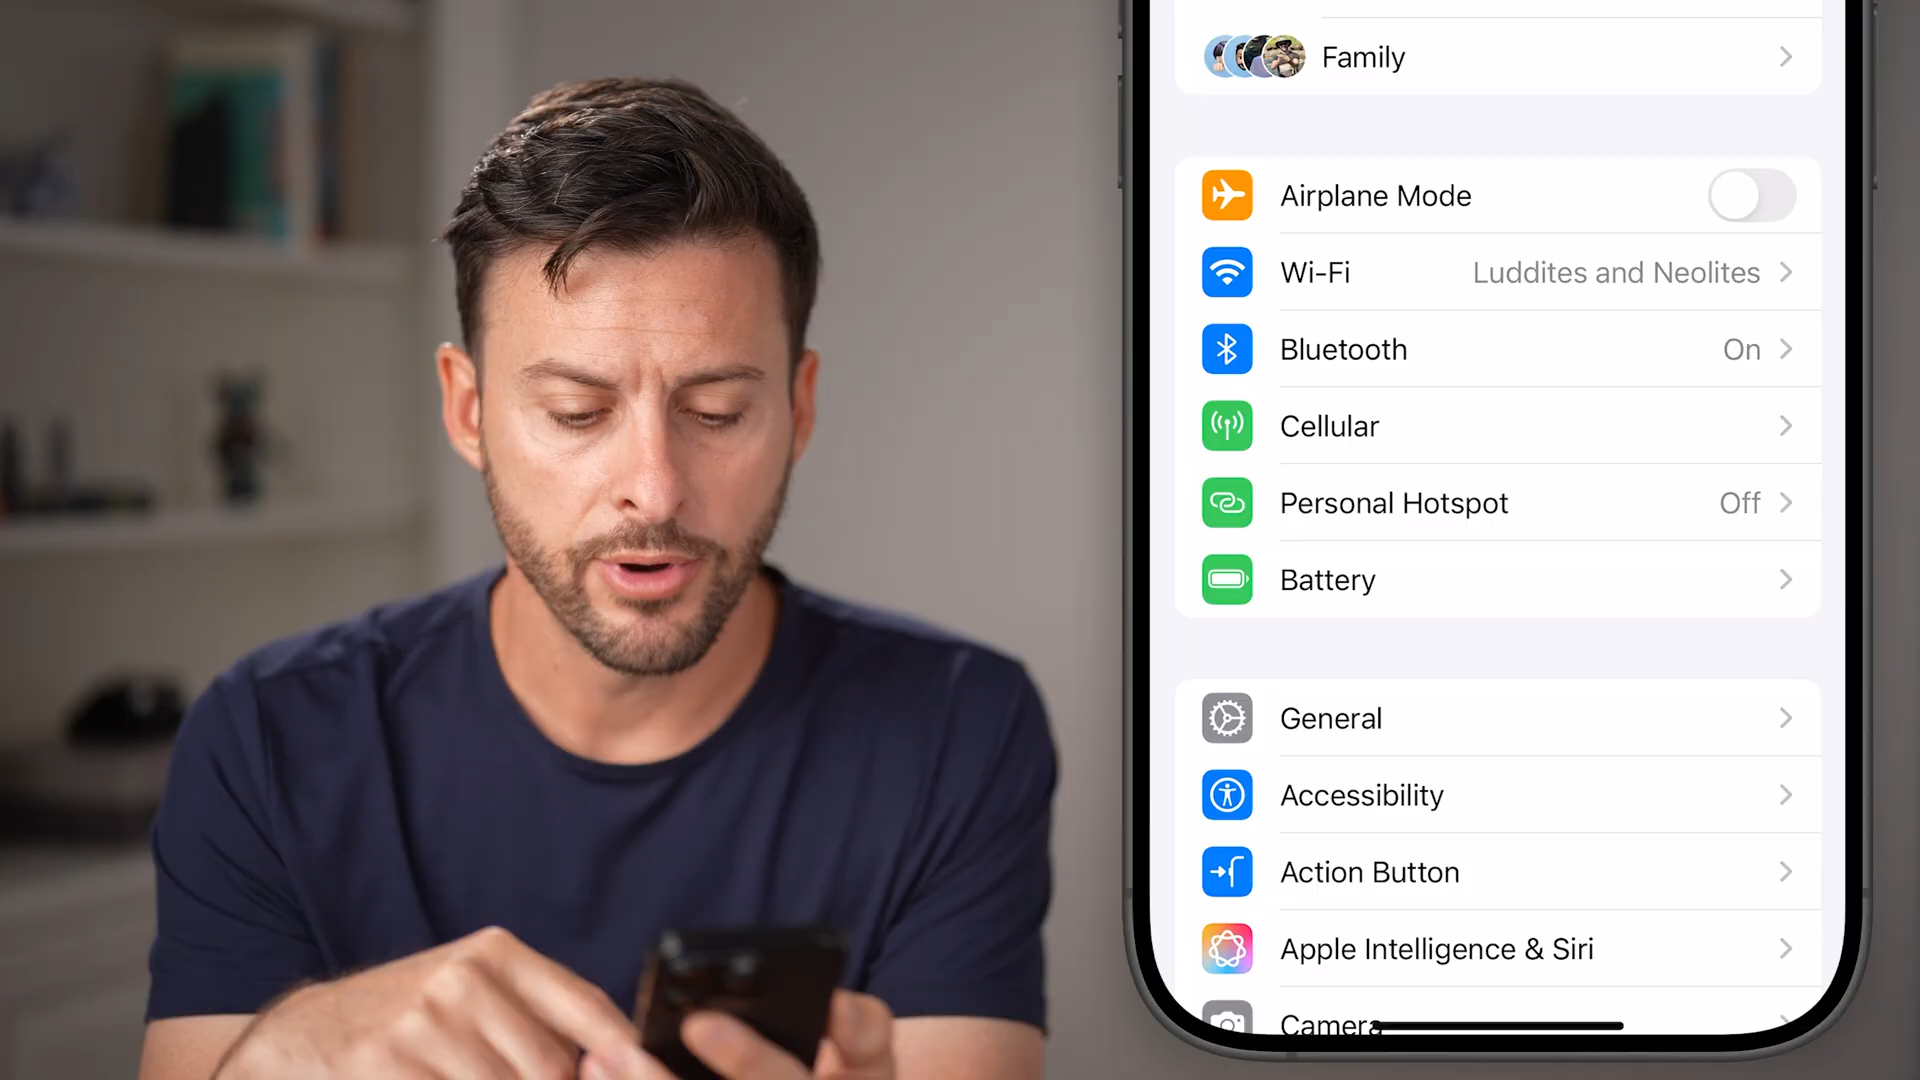 Family
Airplane Mode
Wi-Fi Luddites and Neolites
Bluetooth On
Cellular
Personal Hotspot Off
Battery
General
Accessibility
Action Button
Apple Intelligence & Siri
Camera